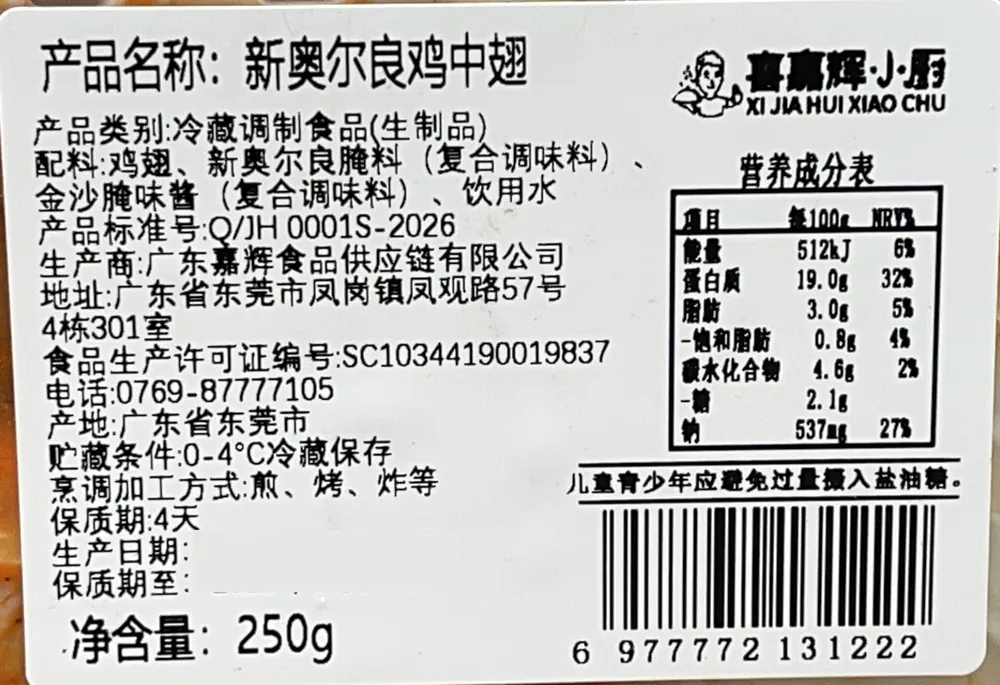 产品名称：新奥尔良鸡中翅
产品类别:冷藏调制食品(生制品)
配料:鸡翅、新奥尔良腌料（复合调味料）、
金沙腌味酱（复合调味料）、饮用水
产品标准号:Q/JH 0001S-2026
生产商:广东嘉辉食品供应链有限公司
地址:广东省东莞市凤岗镇凤观路57号
4栋301室
食品生产许可证编号:SC10344190019837
电话:0769-87777105
产地:广东省东莞市
贮藏条件:0-4°C冷藏保存
烹调加工方式:煎、烤、炸等
保质期:4天
生产日期:
保质期至:
净含量：250g
喜嘉辉·小·厨
XI JIA HUI XIAO CHU
营养成分表
项目 每100g NRV%
能量 512kJ 6%
蛋白质 19.0g 32%
脂肪 3.0g 5%
-饱和脂肪 0.8g 4%
碳水化合物 4.6g 2%
-糖 2.1g
钠 537mg 27%
儿童青少年应避免过量摄入盐油糖。
6 977772 131222